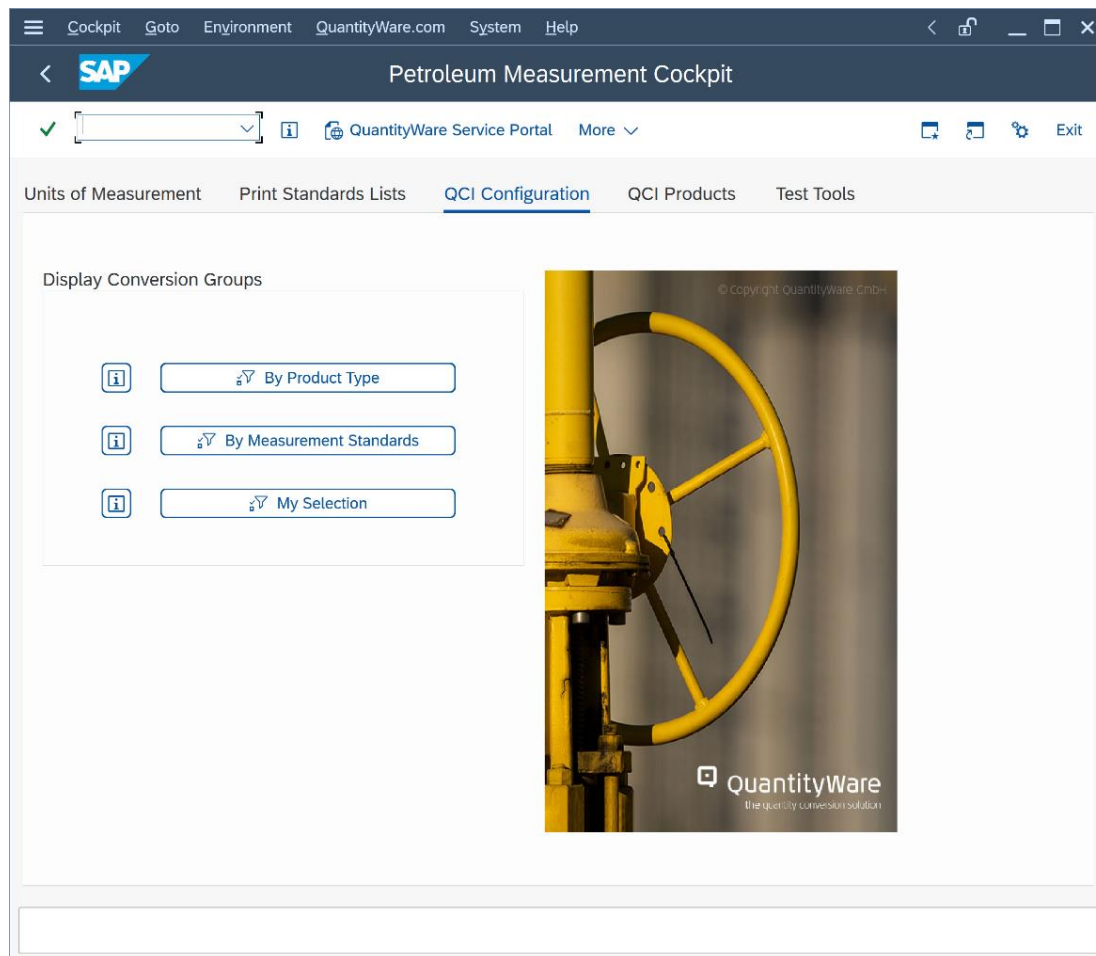 Cockpit Goto Environment QuantityWare.com System Help
SAP Petroleum Measurement Cockpit
QuantityWare Service Portal More Exit
Units of Measurement Print Standards Lists QCI Configuration QCI Products Test Tools
Display Conversion Groups
© Copyright QuantityWare GmbH
By Product Type
By Measurement Standards
My Selection
QuantityWare
the quantity conversion solution